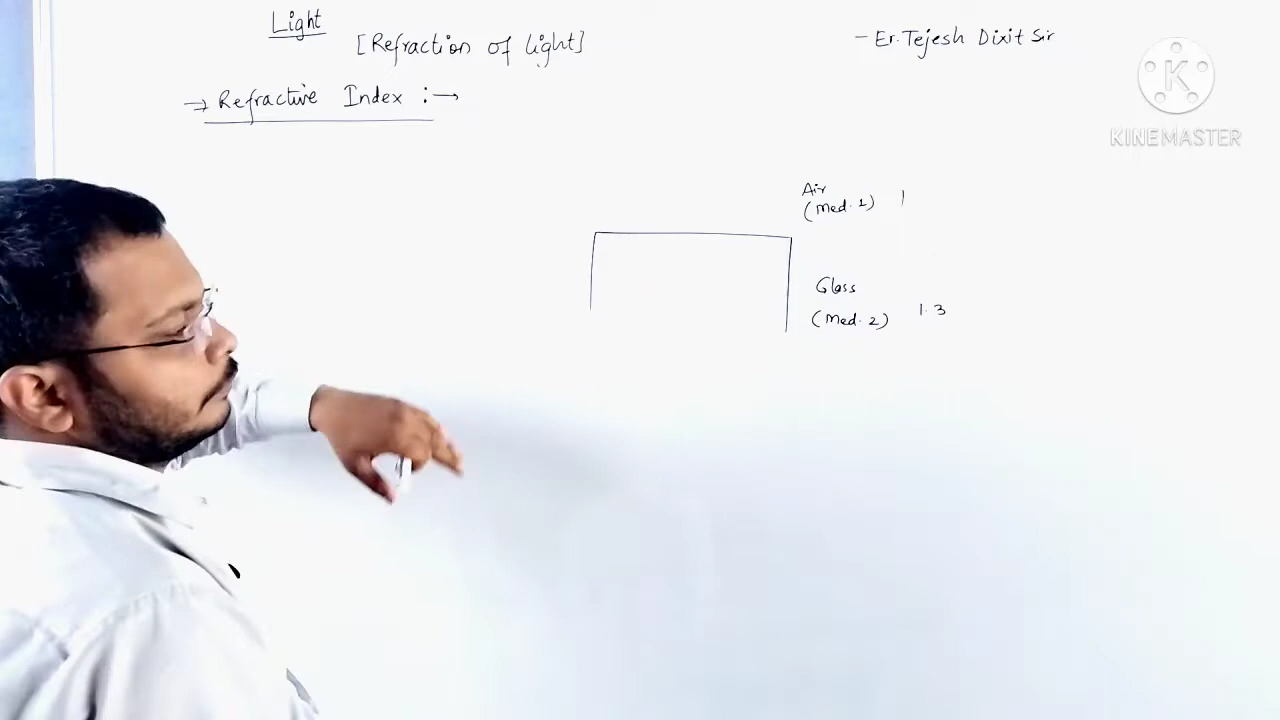 Light
[Refraction of light]
- Er. Tejesh Dixit Sir
K
KINEMASTER
⇒ Refractive Index :→
Air
(Med. 1) 1
Glass
(Med. 2) 1.3